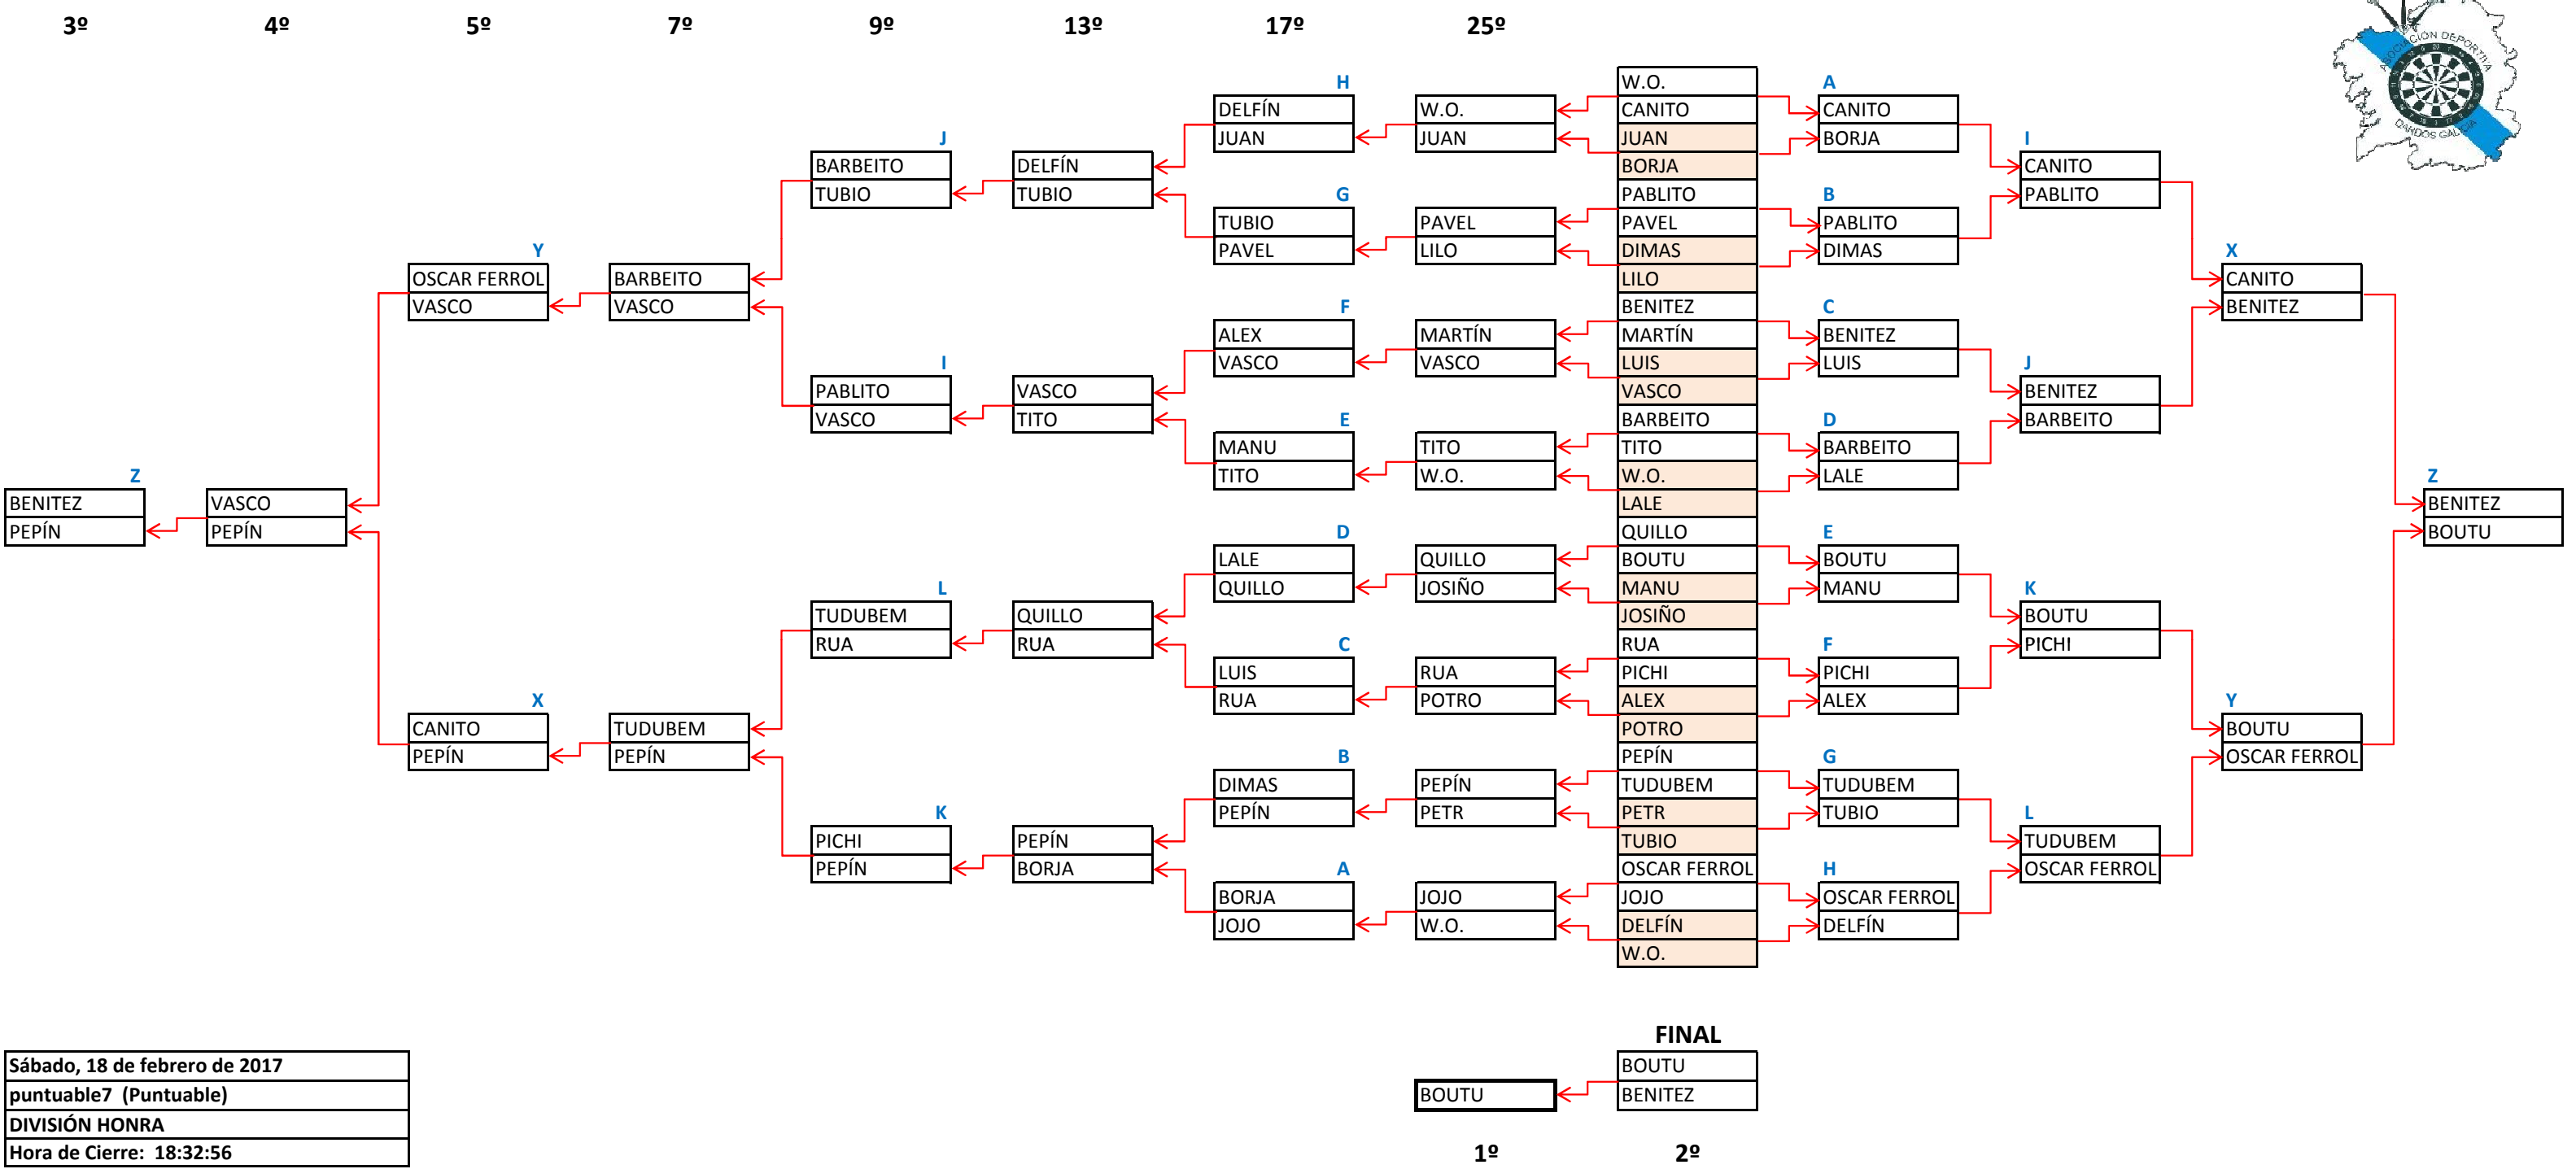 3º 4º 5º 7º 9º 13º 17º 25º
ASOCIACIÓN DEPORTIVA
DARDOS GALICIA
W.O.
H A
DELFÍN W.O. CANITO CANITO
J JUAN JUAN JUAN BORJA I
BARBEITO DELFÍN BORJA CANITO
TUBIO TUBIO G PABLITO B PABLITO
TUBIO PAVEL PAVEL PABLITO
Y PAVEL LILO DIMAS DIMAS X
OSCAR FERROL BARBEITO LILO CANITO
VASCO VASCO F BENITEZ C BENITEZ
ALEX MARTÍN MARTÍN BENITEZ
I VASCO VASCO LUIS LUIS J
PABLITO VASCO VASCO BENITEZ
VASCO TITO E BARBEITO D BARBEITO
MANU TITO TITO BARBEITO
Z TITO W.O. W.O. LALE Z
BENITEZ VASCO LALE BENITEZ
PEPÍN PEPÍN D QUILLO E BOUTU
LALE QUILLO BOUTU BOUTU
L QUILLO JOSIÑO MANU MANU K
TUDUBEM QUILLO JOSIÑO BOUTU
RUA RUA C RUA F PICHI
LUIS RUA PICHI PICHI
X RUA POTRO ALEX ALEX Y
CANITO TUDUBEM POTRO BOUTU
PEPÍN PEPÍN B PEPÍN G OSCAR FERROL
DIMAS PEPÍN TUDUBEM TUDUBEM
K PEPÍN PETR PETR TUBIO L
PICHI PEPÍN TUBIO TUDUBEM
PEPÍN BORJA A OSCAR FERROL H OSCAR FERROL
BORJA JOJO JOJO OSCAR FERROL
JOJO W.O. DELFÍN DELFÍN
W.O.
FINAL
Sábado, 18 de febrero de 2017 BOUTU
puntuable7 (Puntuable) BOUTU BENITEZ
DIVISIÓN HONRA
Hora de Cierre: 18:32:56 1º 2º